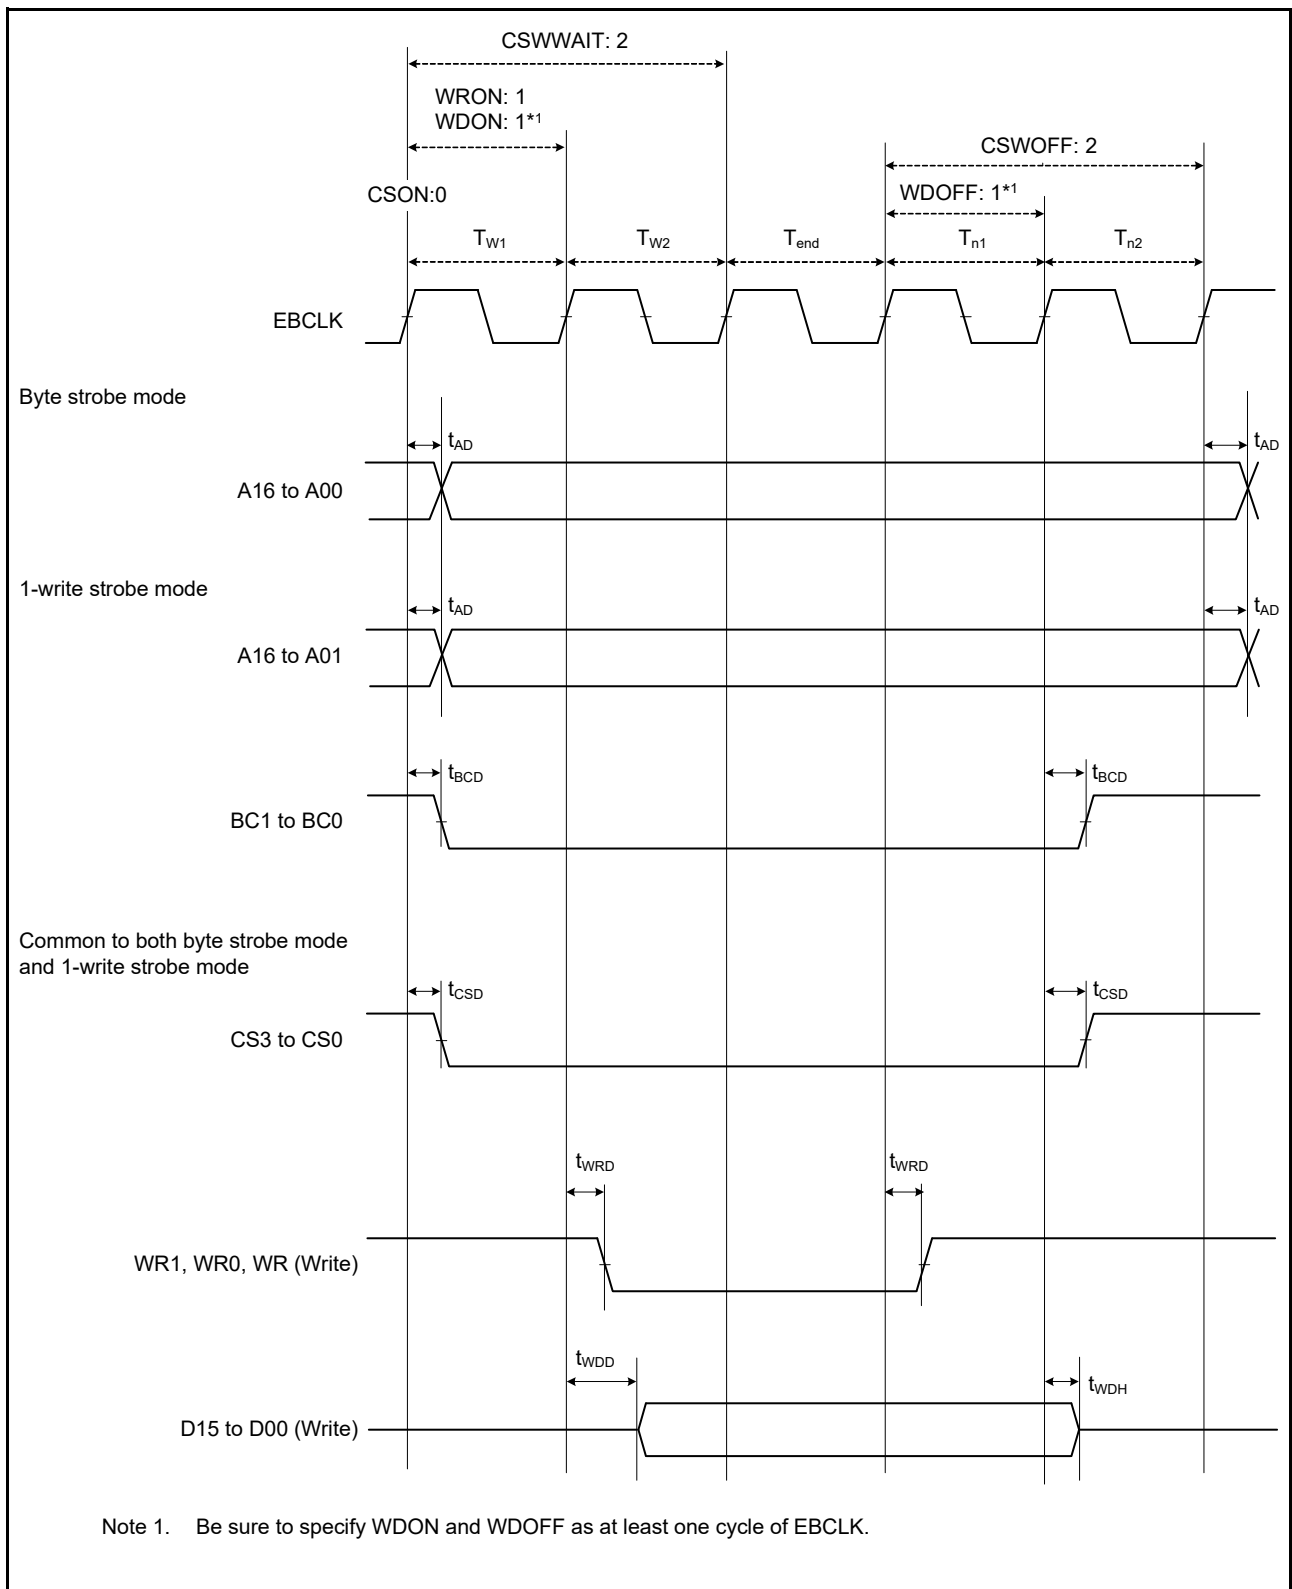 CSWWAIT: 2
WRON: 1
WDON: 1*1
CSWOFF: 2
CSON:0
WDOFF: 1*1
TW1 TW2 Tend Tn1 Tn2
EBCLK
Byte strobe mode
tAD tAD
A16 to A00
1-write strobe mode
tAD tAD
A16 to A01
tBCD tBCD
BC1 to BC0
Common to both byte strobe mode
and 1-write strobe mode
tCSD tCSD
CS3 to CS0
tWRD tWRD
WR1, WR0, WR (Write)
tWDD tWDH
D15 to D00 (Write)
Note 1. Be sure to specify WDON and WDOFF as at least one cycle of EBCLK.